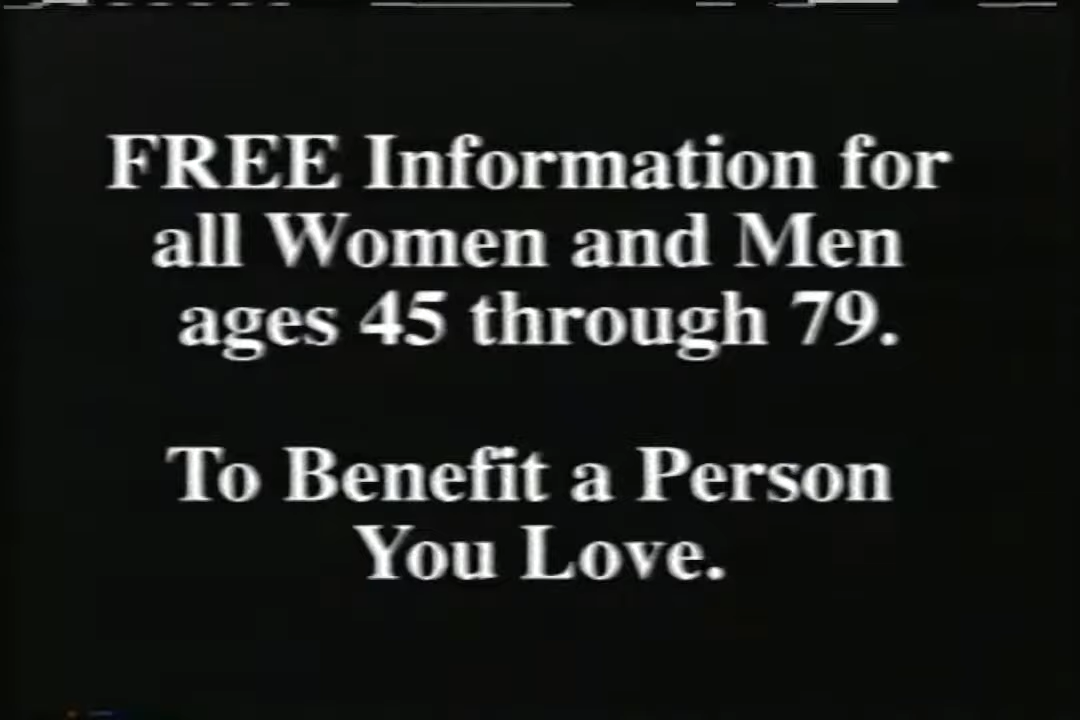 FREE Information for
all Women and Men
ages 45 through 79.
To Benefit a Person
You Love.